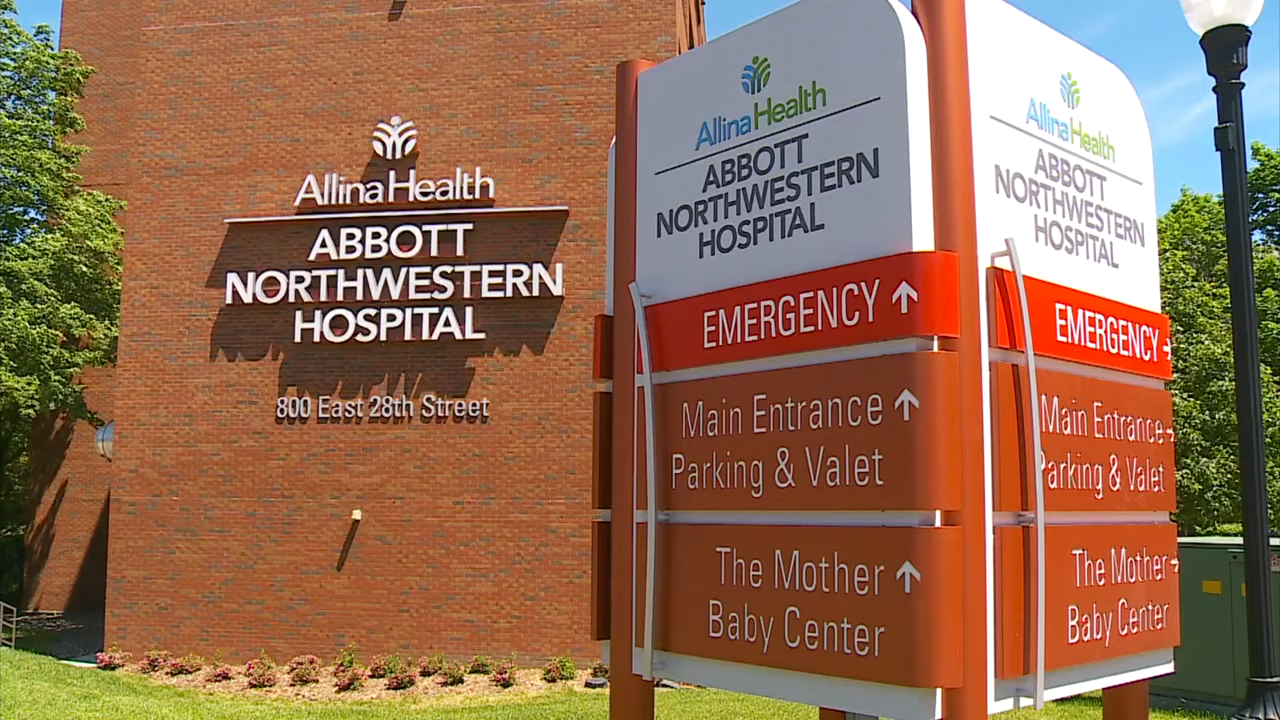 Allina Health
ABBOTT
NORTHWESTERN
HOSPITAL
800 East 28th Street
Allina Health
ABBOTT
NORTHWESTERN
HOSPITAL
EMERGENCY ↑
Main Entrance ↑
Parking & Valet
The Mother ↑
Baby Center
Allina Health
ABBOTT
NORTHWESTERN
HOSPITAL
EMERGENCY →
Main Entrance →
Parking & Valet
The Mother →
Baby Center